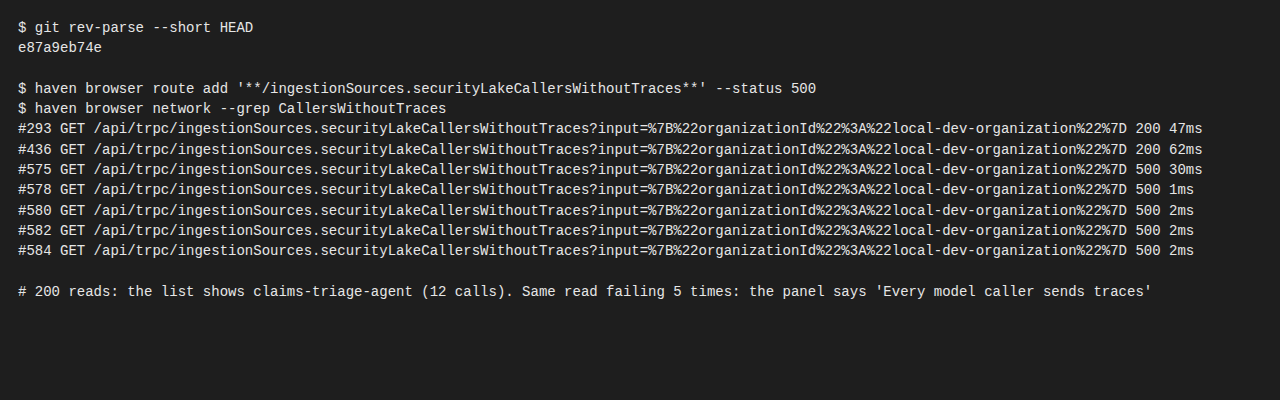 $ git rev-parse --short HEAD
e87a9eb74e
$ haven browser route add '**/ingestionSources.securityLakeCallersWithoutTraces**' --status 500
$ haven browser network --grep CallersWithoutTraces
#293 GET /api/trpc/ingestionSources.securityLakeCallersWithoutTraces?input=%7B%22organizationId%22%3A%22local-dev-organization%22%7D 200 47ms
#436 GET /api/trpc/ingestionSources.securityLakeCallersWithoutTraces?input=%7B%22organizationId%22%3A%22local-dev-organization%22%7D 200 62ms
#575 GET /api/trpc/ingestionSources.securityLakeCallersWithoutTraces?input=%7B%22organizationId%22%3A%22local-dev-organization%22%7D 500 30ms
#578 GET /api/trpc/ingestionSources.securityLakeCallersWithoutTraces?input=%7B%22organizationId%22%3A%22local-dev-organization%22%7D 500 1ms
#580 GET /api/trpc/ingestionSources.securityLakeCallersWithoutTraces?input=%7B%22organizationId%22%3A%22local-dev-organization%22%7D 500 2ms
#582 GET /api/trpc/ingestionSources.securityLakeCallersWithoutTraces?input=%7B%22organizationId%22%3A%22local-dev-organization%22%7D 500 2ms
#584 GET /api/trpc/ingestionSources.securityLakeCallersWithoutTraces?input=%7B%22organizationId%22%3A%22local-dev-organization%22%7D 500 2ms
# 200 reads: the list shows claims-triage-agent (12 calls). Same read failing 5 times: the panel says 'Every model caller sends traces'